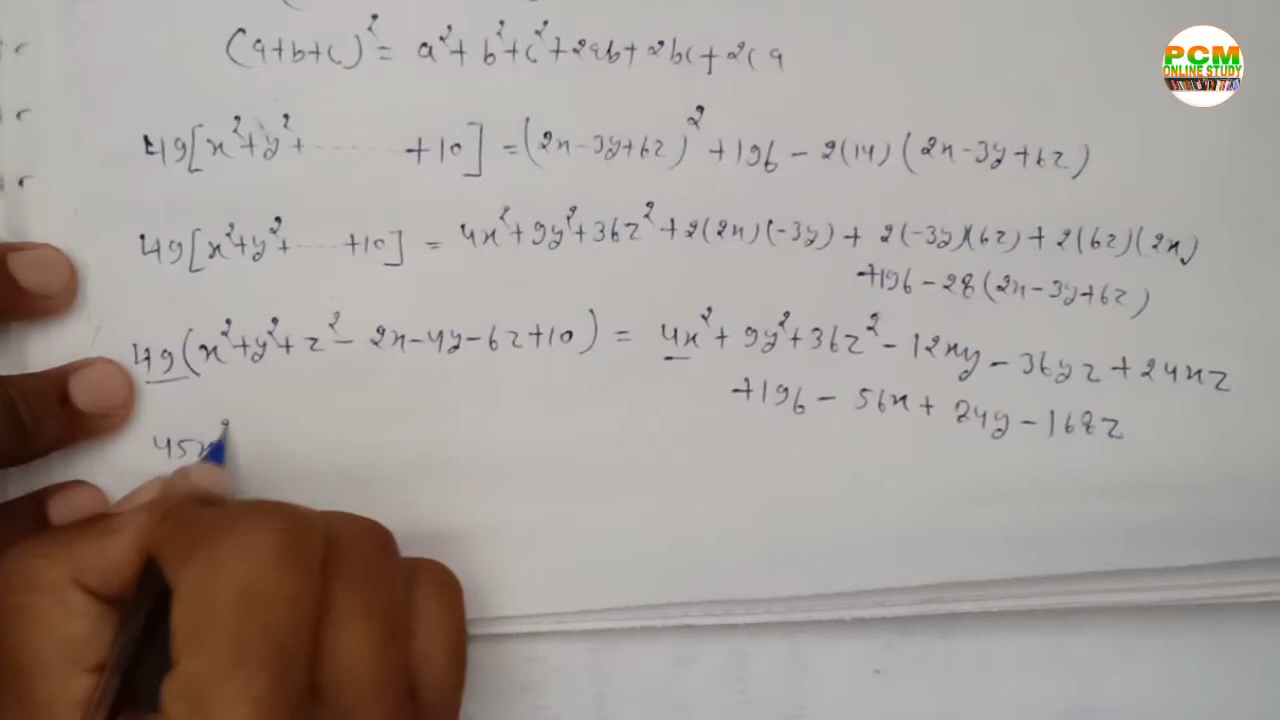 (a+b+c)² = a²+b²+c²+2ab+2bc+2ca
PCM
ONLINE STUDY
49[x²+y²+ ...... +10] = (2x-3y+6z)² +196 - 2(14) (2x-3y+6z)
49[x²+y²+ ...... +10] = 4x²+9y²+36z²+2(2x)(-3y) + 2(-3y)(6z) + 2(6z)(2x)
+196 - 28(2x-3y+6z)
49(x²+y²+z²-2x-4y-6z+10) = 4x²+9y²+36z²-12xy-36yz+24xz
+196 - 56x + 84y - 168z
45x²